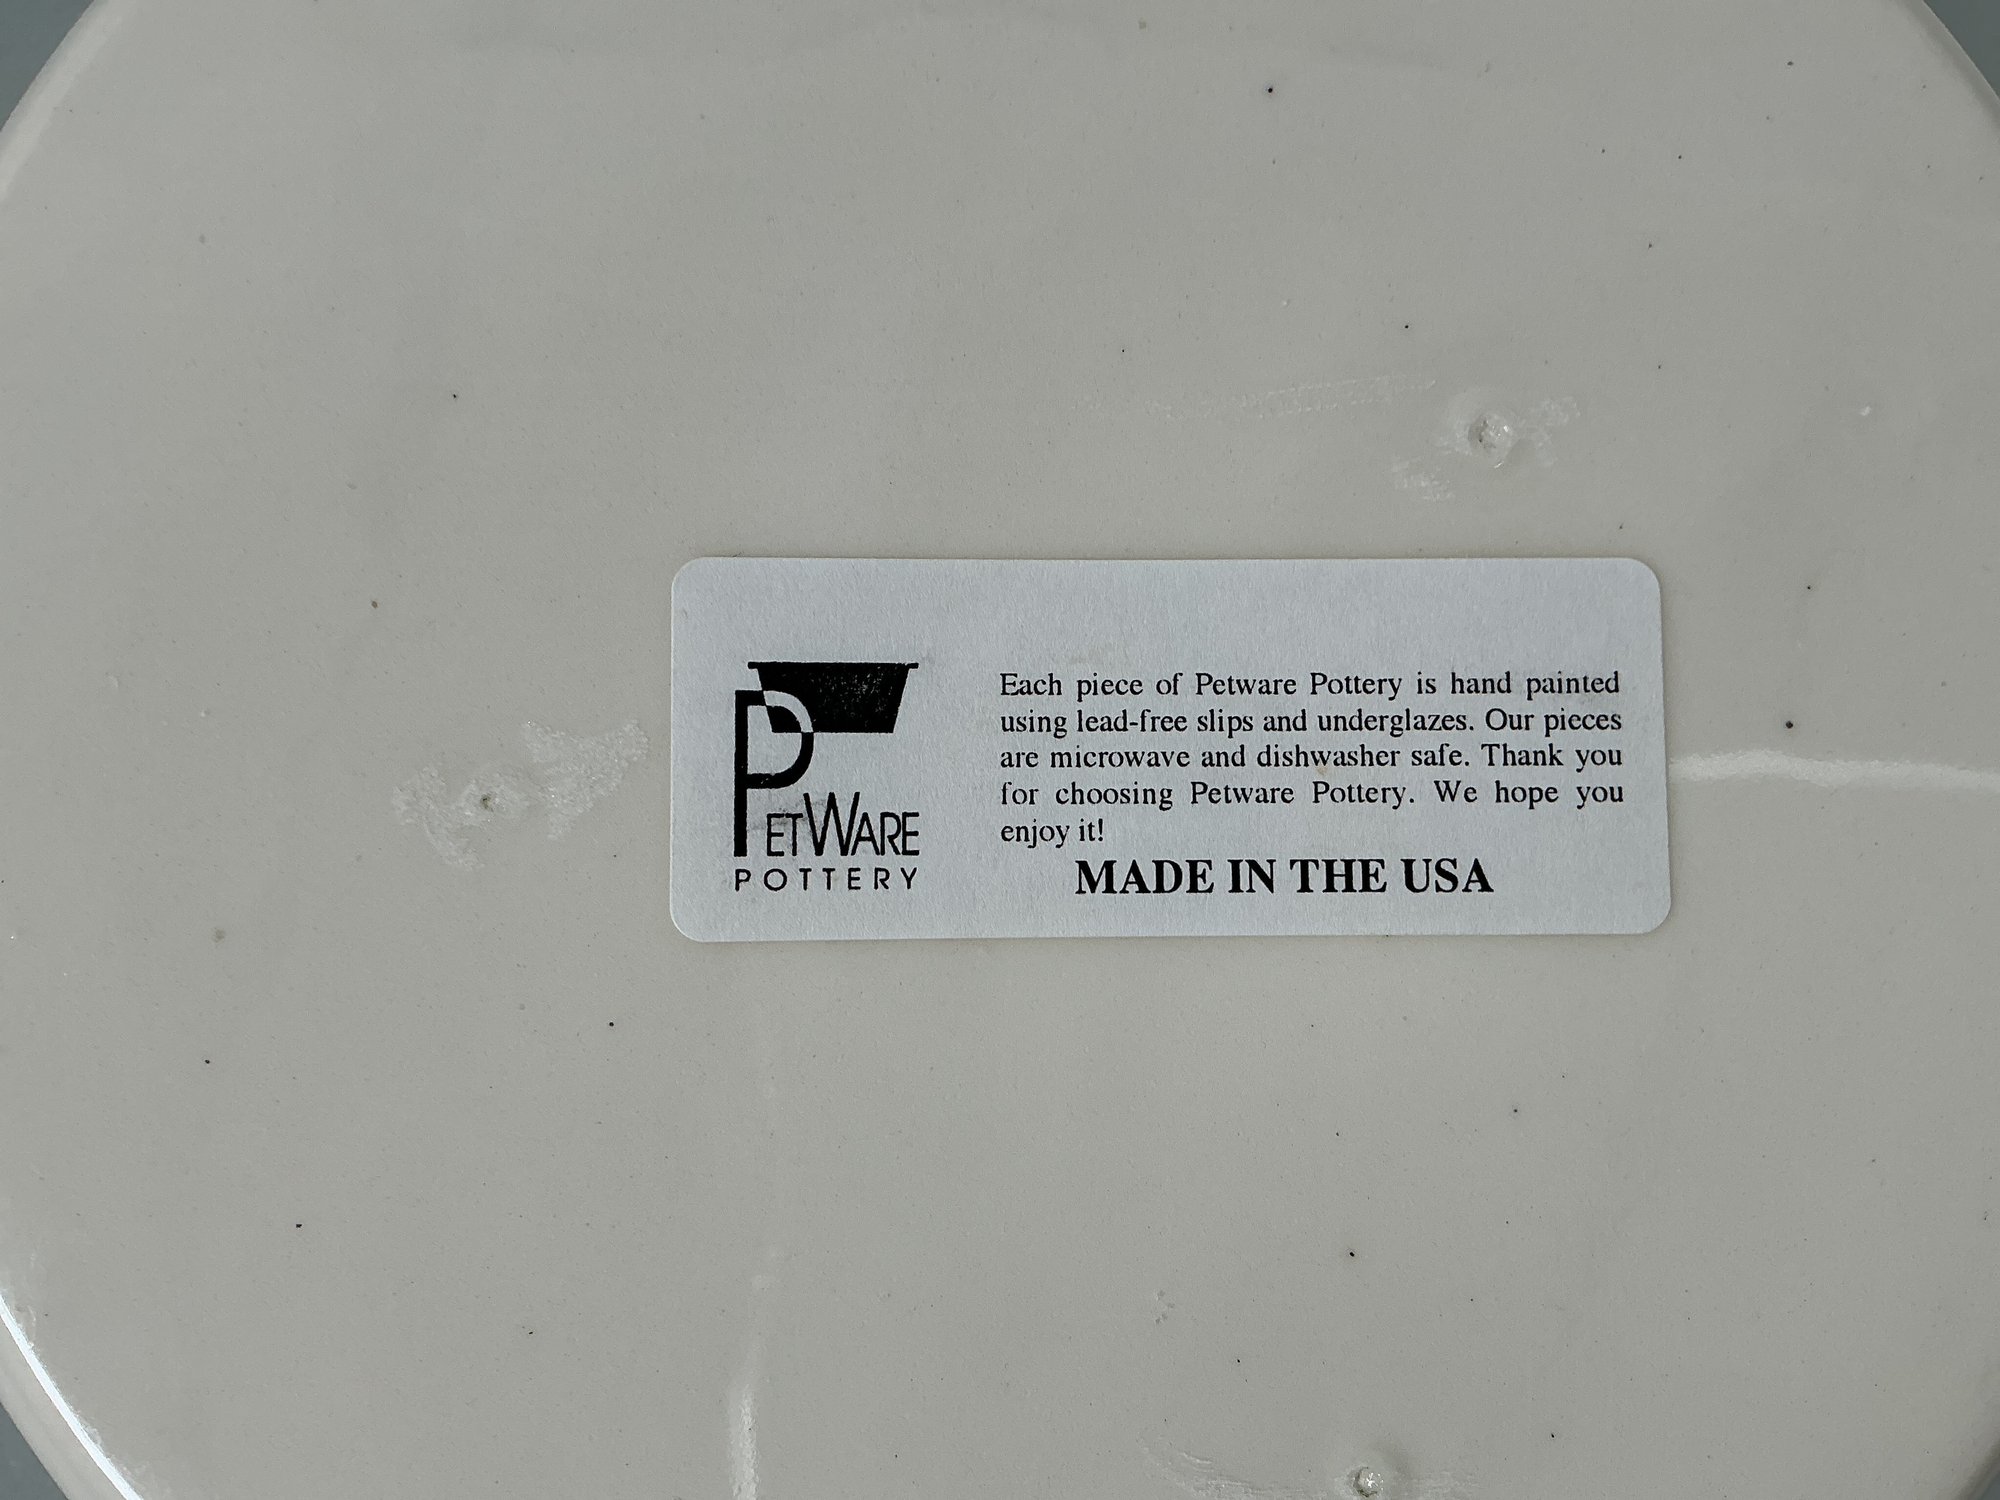 PETWARE
POTTERY
Each piece of Petware Pottery is hand painted
using lead-free slips and underglazes. Our pieces
are microwave and dishwasher safe. Thank you
for choosing Petware Pottery. We hope you
enjoy it!
MADE IN THE USA